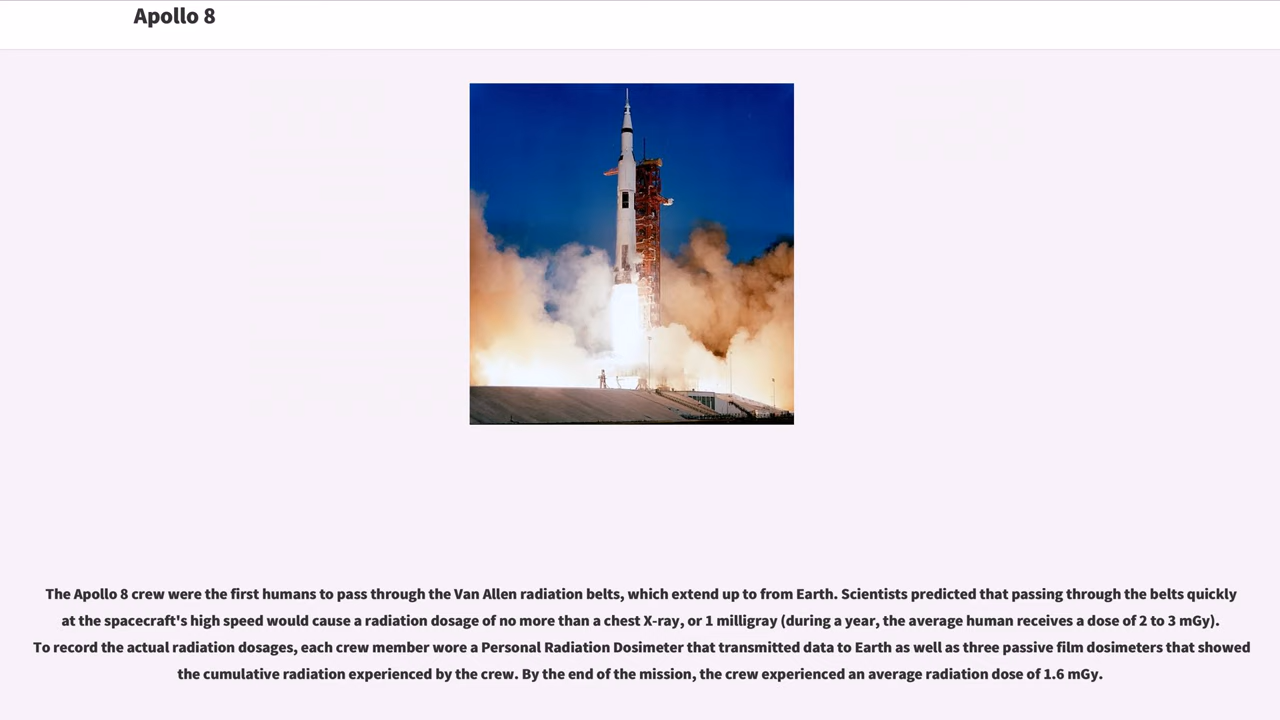 Apollo 8
The Apollo 8 crew were the first humans to pass through the Van Allen radiation belts, which extend up to from Earth. Scientists predicted that passing through the belts quickly
at the spacecraft's high speed would cause a radiation dosage of no more than a chest X-ray, or 1 milligray (during a year, the average human receives a dose of 2 to 3 mGy).
To record the actual radiation dosages, each crew member wore a Personal Radiation Dosimeter that transmitted data to Earth as well as three passive film dosimeters that showed
the cumulative radiation experienced by the crew. By the end of the mission, the crew experienced an average radiation dose of 1.6 mGy.